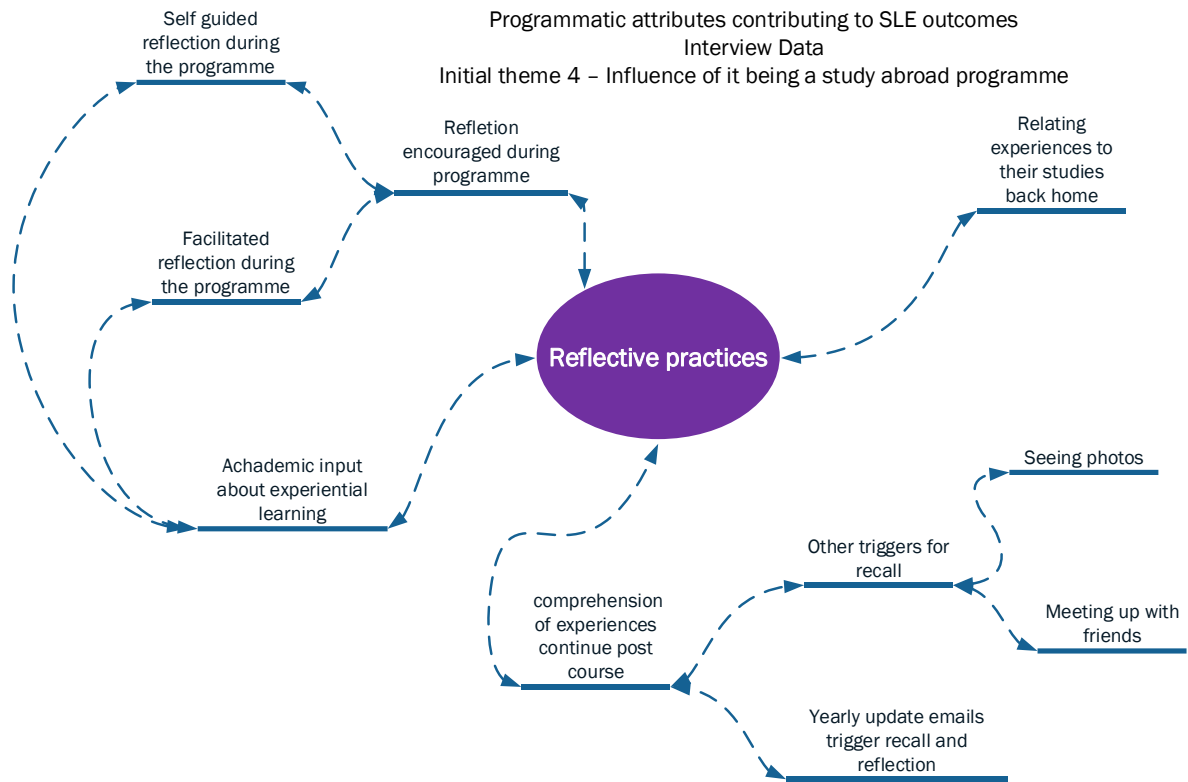 Programmatic attributes contributing to SLE outcomes
Interview Data
Initial theme 4 – Influence of it being a study abroad programme
Self guided
reflection during
the programme
Refletion
encouraged during
programme
Relating
experiences to
their studies
back home
Facilitated
reflection during
the programme
Reflective practices
Achademic input
about experiential
learning
Seeing photos
Other triggers for
recall
comprehension
of experiences
continue post
course
Meeting up with
friends
Yearly update emails
trigger recall and
reflection